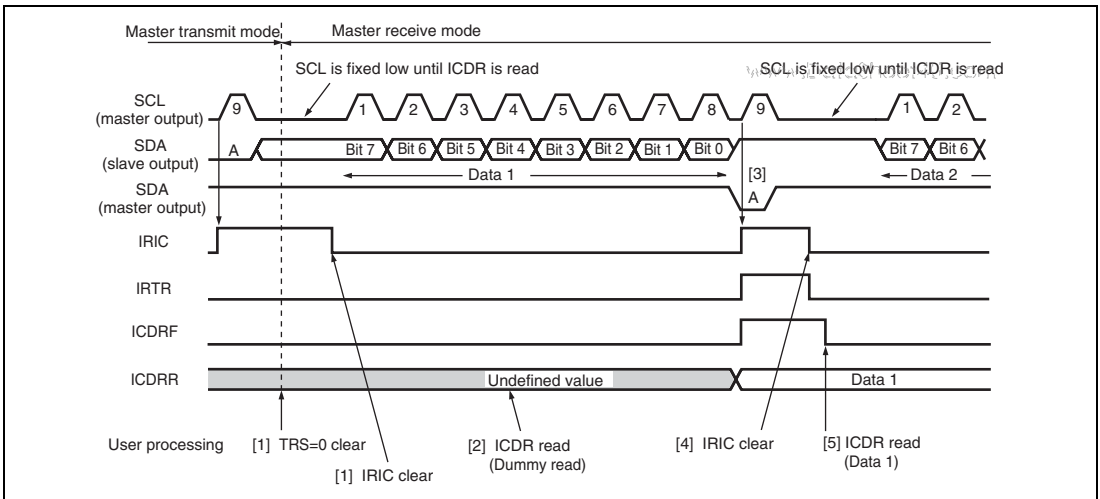 Master transmit mode
Master receive mode
SCL is fixed low until ICDR is read
SCL is fixed low until ICDR is read
SCL
(master output)
9
1
2
3
4
5
6
7
8
9
1
2
SDA
(slave output)
A
Bit 7
Bit 6
Bit 5
Bit 4
Bit 3
Bit 2
Bit 1
Bit 0
Bit 7
Bit 6
Data 1
[3]
Data 2
SDA
(master output)
A
IRIC
IRTR
ICDRF
ICDRR
Undefined value
Data 1
User processing
[1] TRS=0 clear
[2] ICDR read
(Dummy read)
[4] IRIC clear
[5] ICDR read
(Data 1)
[1] IRIC clear